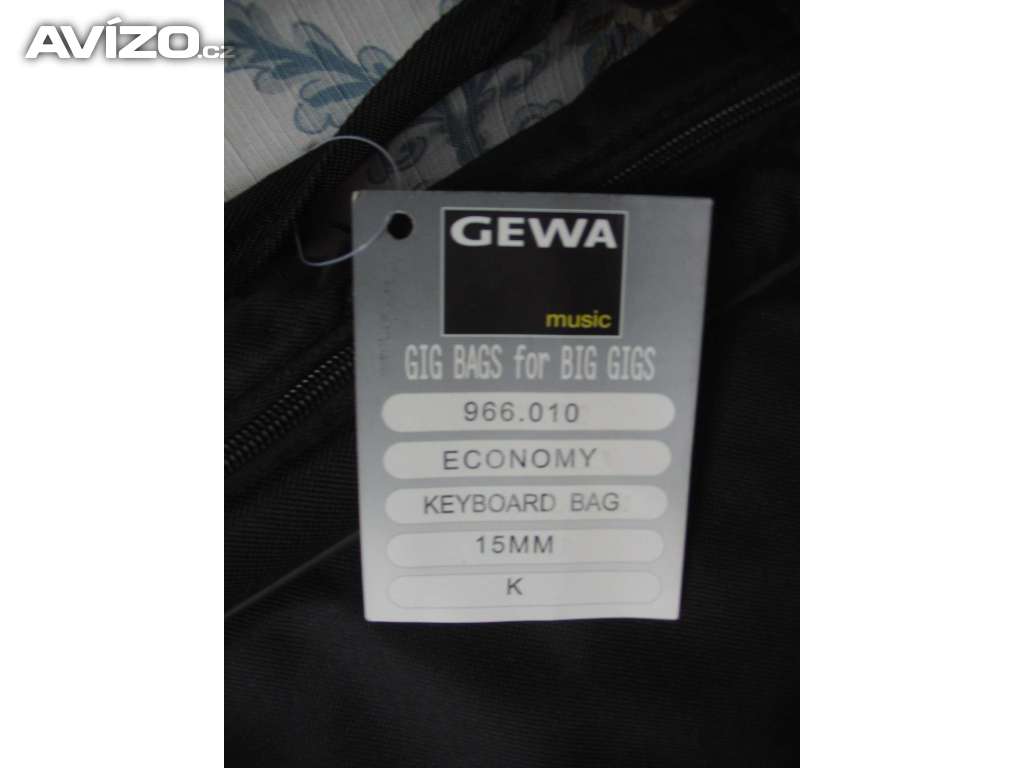 AVÍZO.cz
GEWA
music
GIG BAGS for BIG GIGS
966.010
ECONOMY
KEYBOARD BAG
15MM
K